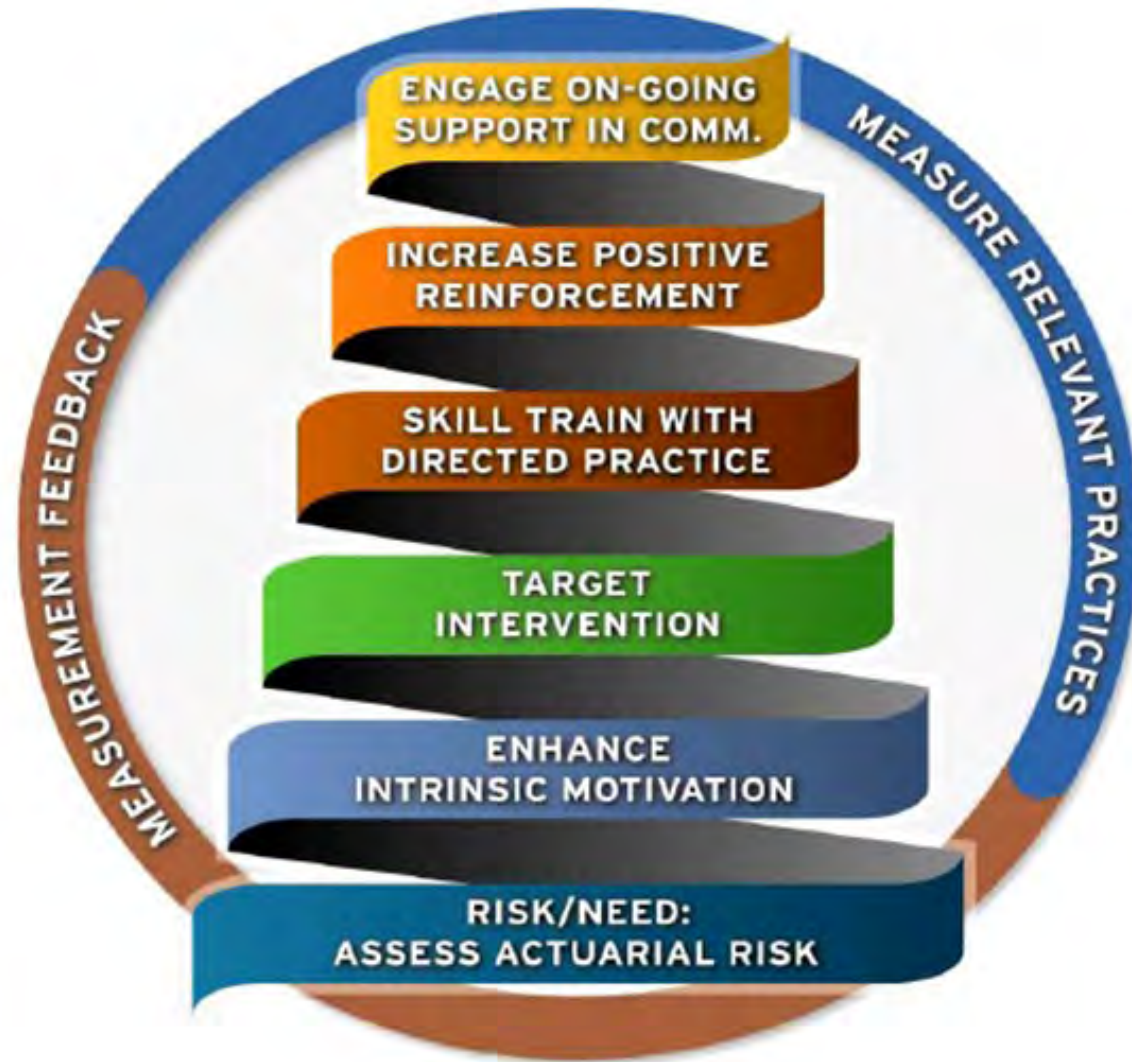 ENGAGE ON-GOING
SUPPORT IN COMM.
INCREASE POSITIVE
REINFORCEMENT
SKILL TRAIN WITH
DIRECTED PRACTICE
TARGET
INTERVENTION
ENHANCE
INTRINSIC MOTIVATION
RISK/NEED:
ASSESS ACTUARIAL RISK
MEASUREMENT FEEDBACK
MEASURE RELEVANT PRACTICES